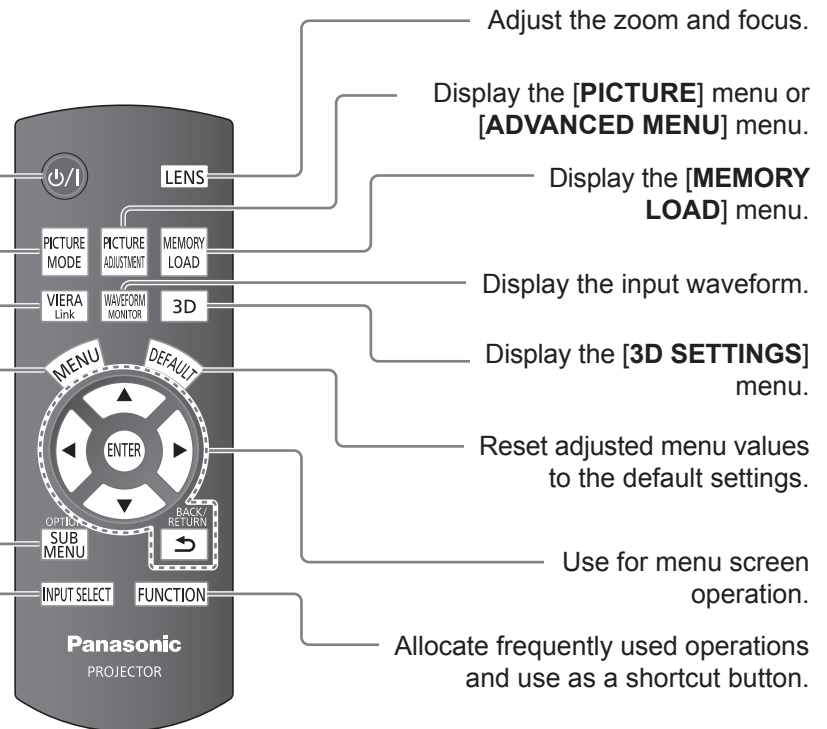 Adjust the zoom and focus.
Display the [PICTURE] menu or
[ADVANCED MENU] menu.
Display the [MEMORY
LOAD] menu.
Display the input waveform.
Display the [3D SETTINGS]
menu.
Reset adjusted menu values
to the default settings.
Use for menu screen
operation.
Allocate frequently used operations
and use as a shortcut button.
LENS
PICTURE
MODE
PICTURE
ADJUSTMENT
MEMORY
LOAD
VIERA
Link
WAVEFORM
MONITOR
3D
MENU
DEFAULT
ENTER
OPTION
SUB
MENU
BACK/
RETURN
INPUT SELECT
FUNCTION
Panasonic
PROJECTOR